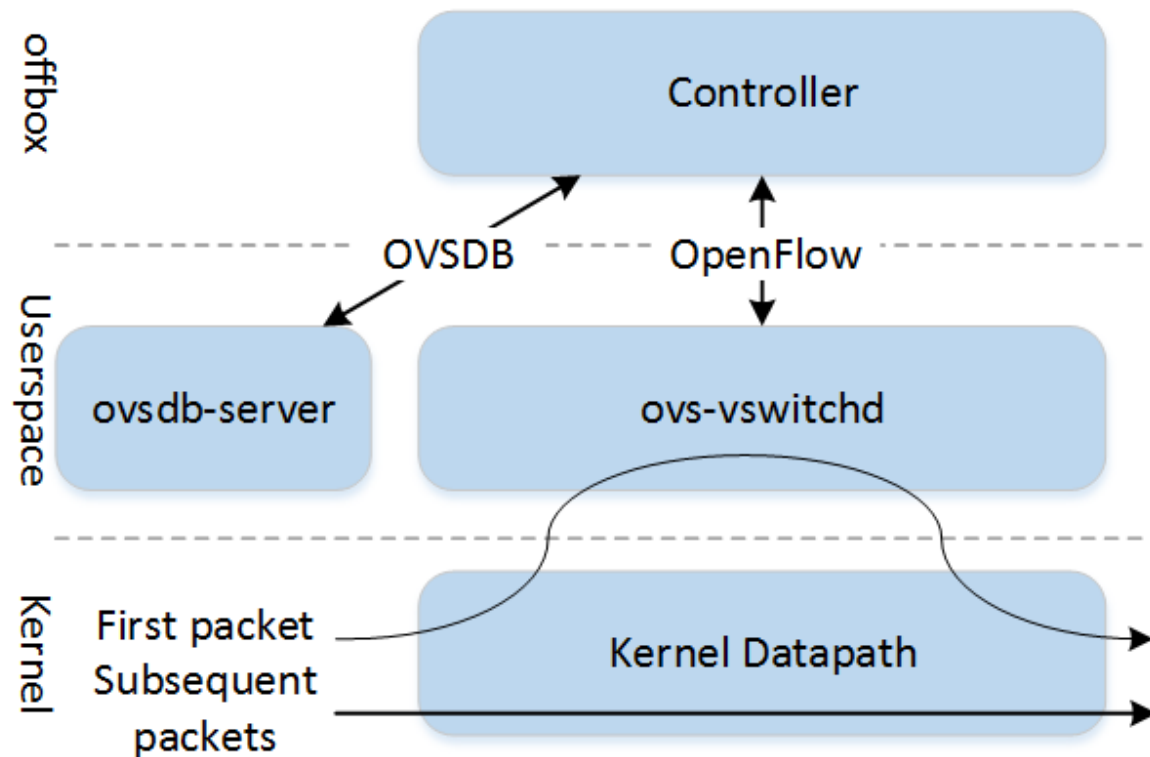 offbox
Controller
OVSDB
OpenFlow
Userspace
ovsdb-server
ovs-vswitchd
Kernel
First packet
Subsequent
packets
Kernel Datapath